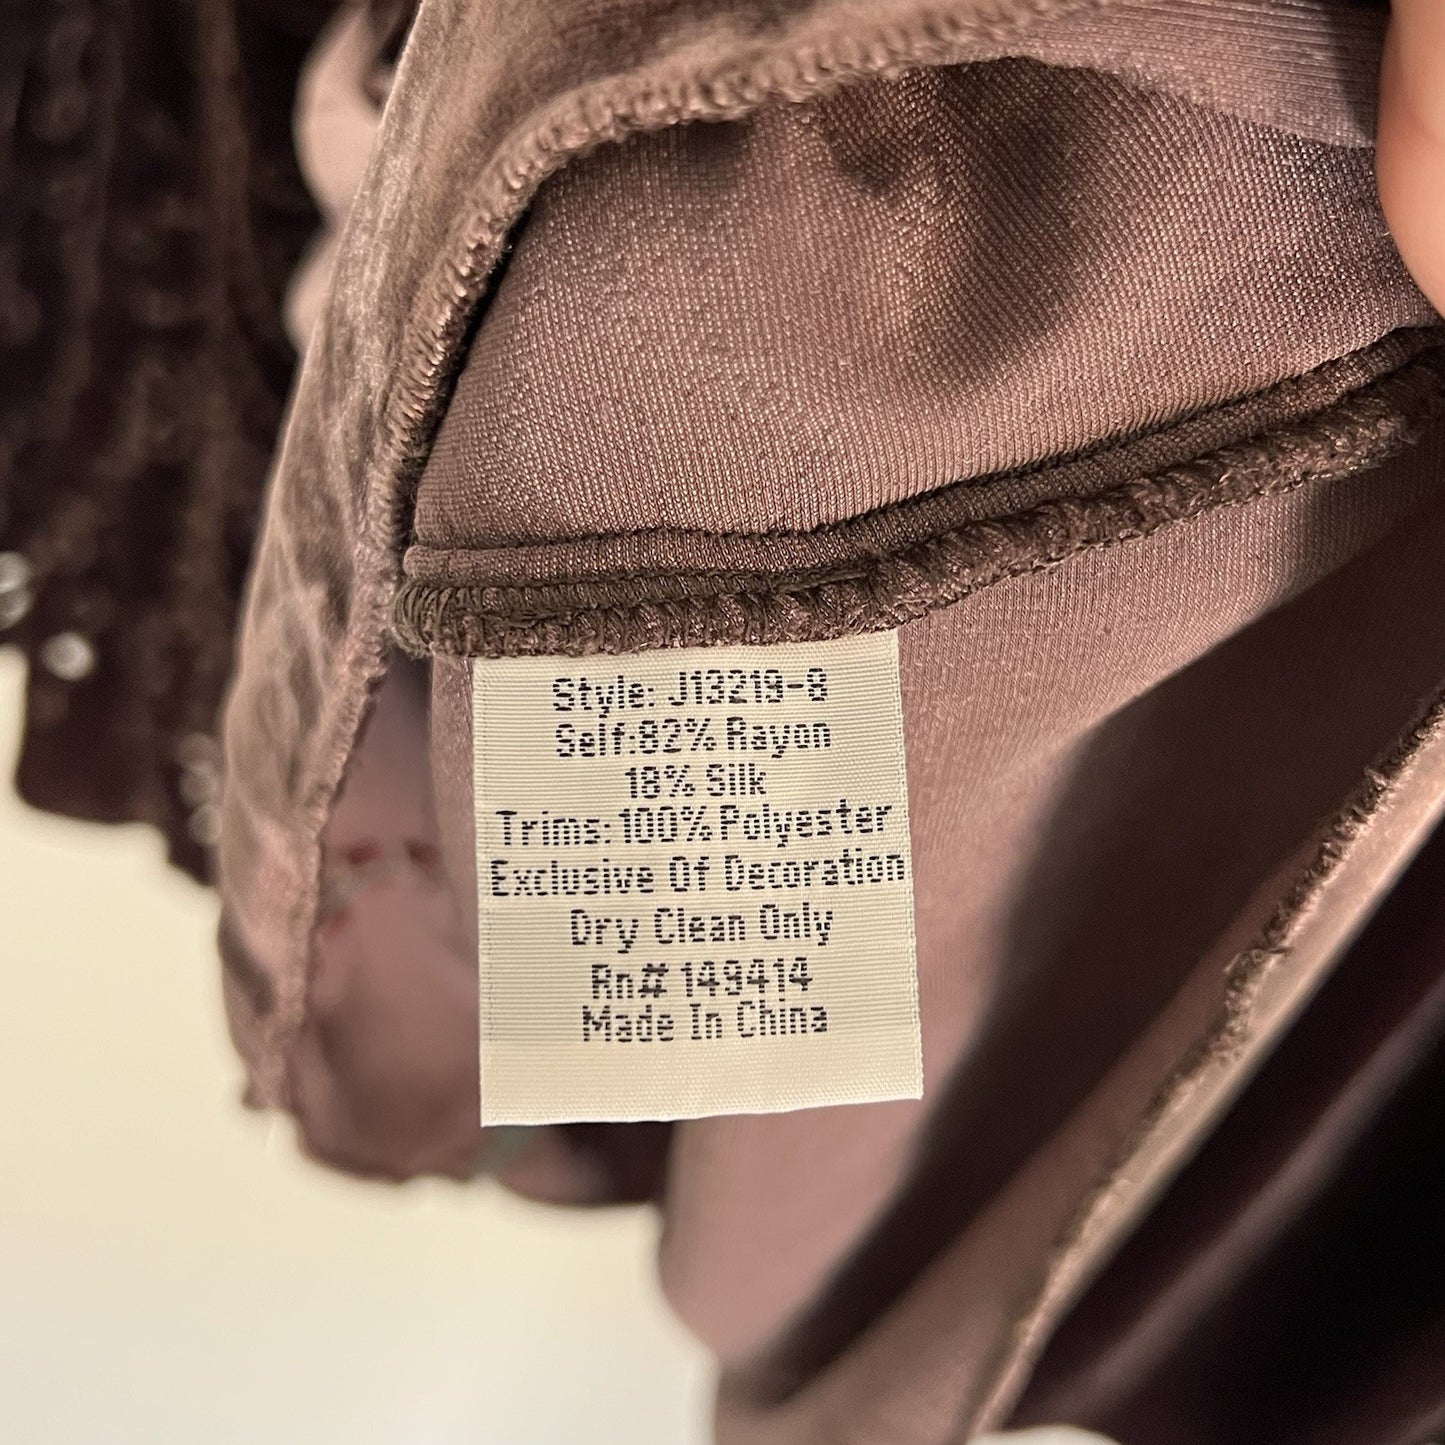 Style: J13219-8
Self:82% Rayon
18% Silk
Trims:100% Polyester
Exclusive Of Decoration
Dry Clean Only
Rn# 149414
Made In China